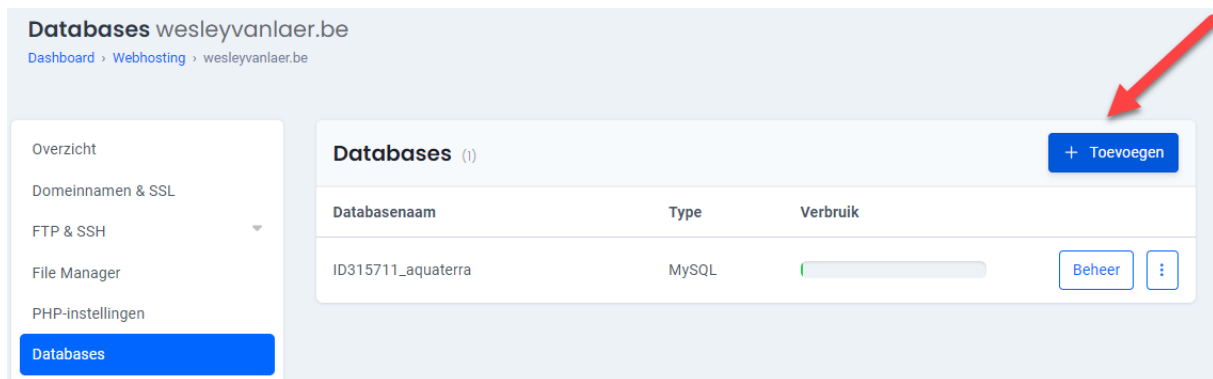 Databases wesleyvanlaer.be
Dashboard › Webhosting › wesleyvanlaer.be
Overzicht
Domeinnamen & SSL
FTP & SSH
File Manager
PHP-instellingen
Databases
Databases (1)
+ Toevoegen
Databasenaam Type Verbruik
ID315711_aquaterra MySQL Beheer